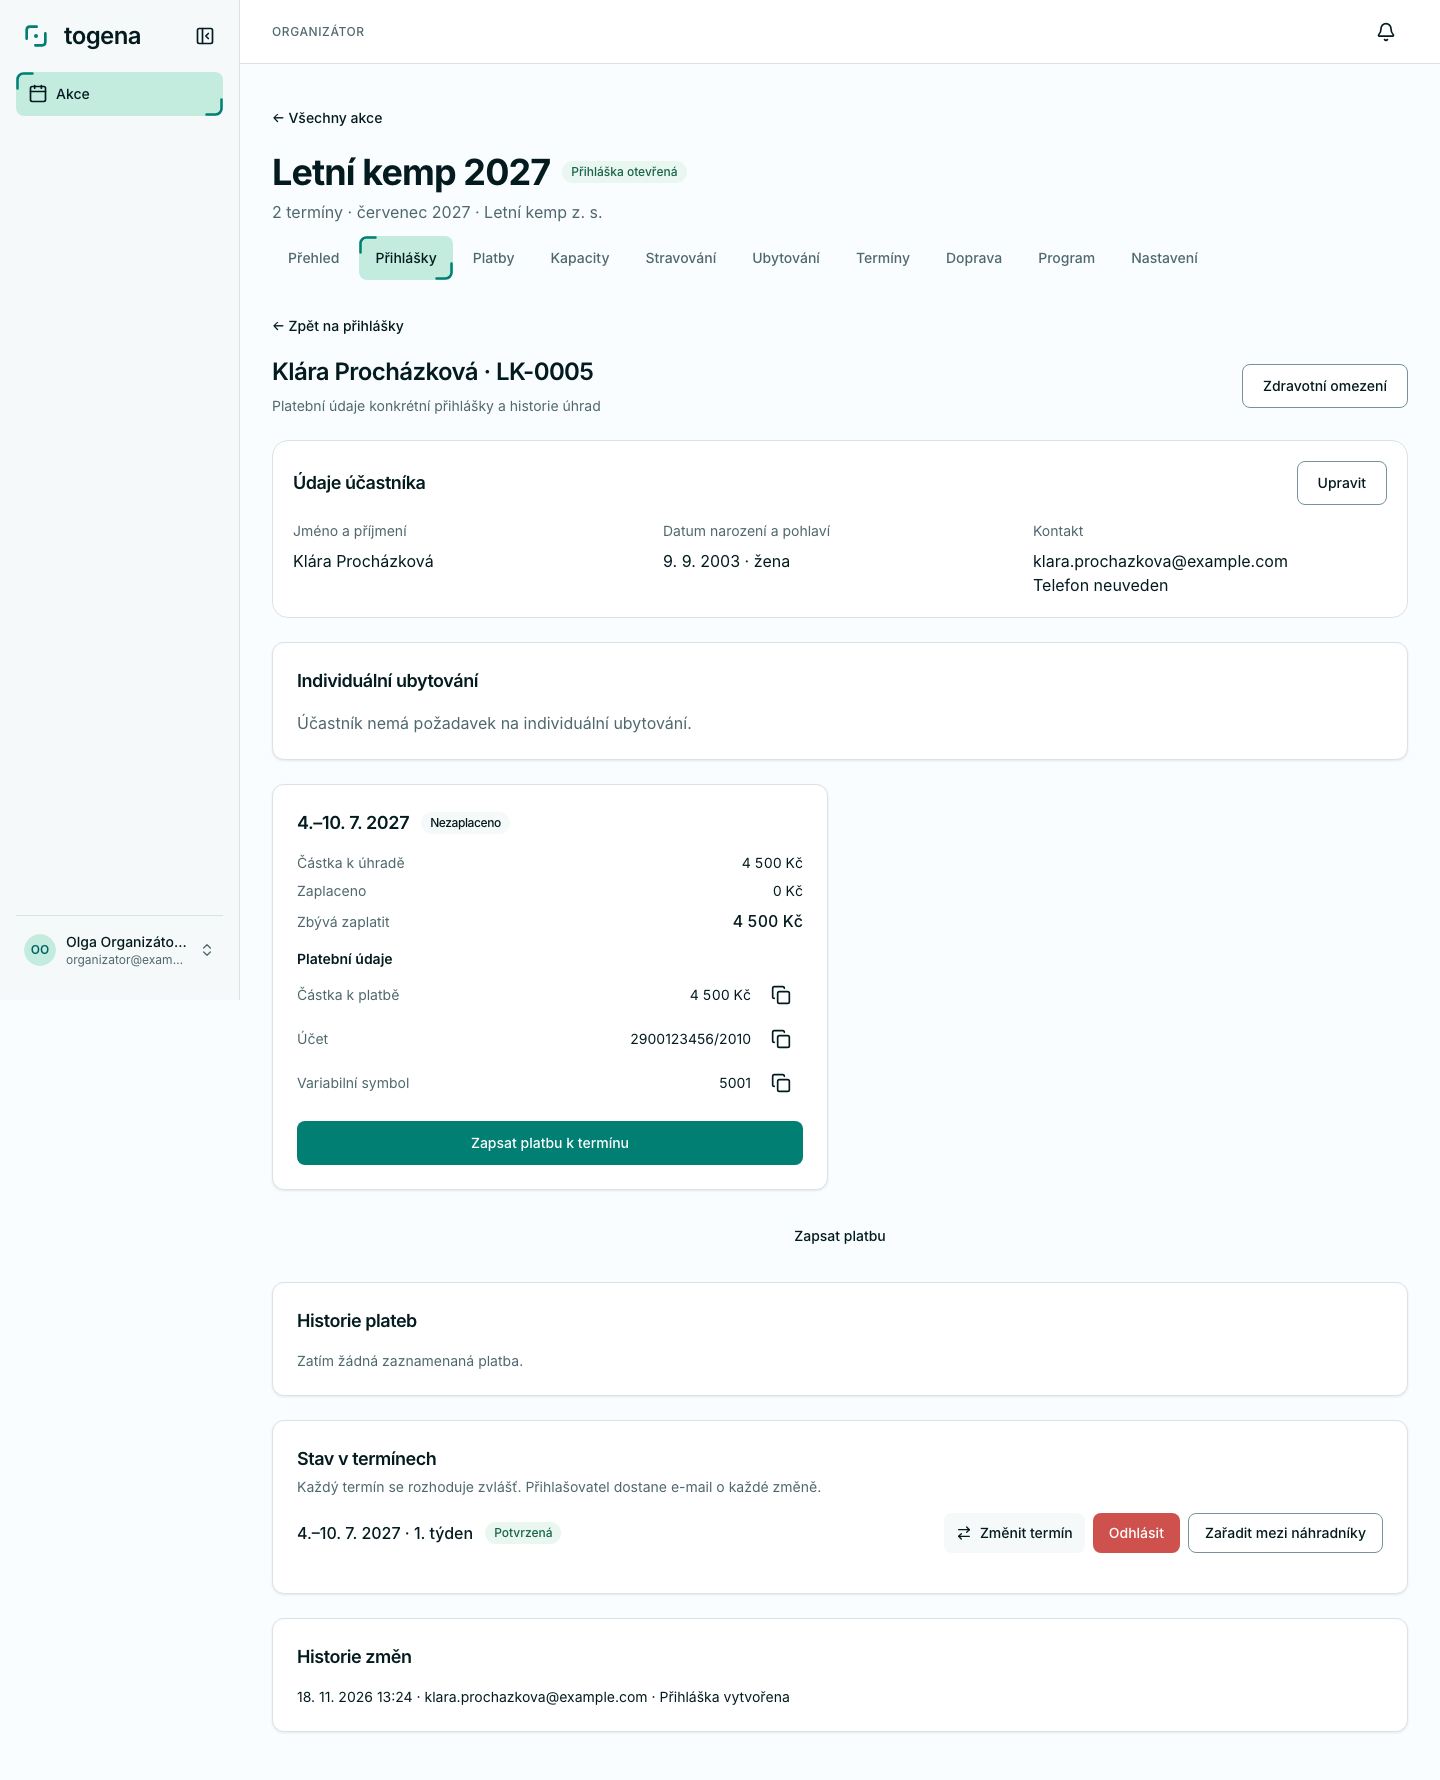 togena
ORGANIZÁTOR
Akce
← Všechny akce
Letní kemp 2027 Přihláška otevřená
2 termíny · červenec 2027 · Letní kemp z. s.
Přehled Přihlášky Platby Kapacity Stravování Ubytování Termíny Doprava Program Nastavení
← Zpět na přihlášky
Klára Procházková · LK-0005
Platební údaje konkrétní přihlášky a historie úhrad
Zdravotní omezení
Údaje účastníka
Upravit
Jméno a příjmení
Klára Procházková
Datum narození a pohlaví
9. 9. 2003 · žena
Kontakt
klara.prochazkova@example.com
Telefon neuveden
Individuální ubytování
Účastník nemá požadavek na individuální ubytování.
4.–10. 7. 2027 Nezaplaceno
Částka k úhradě 4 500 Kč
Zaplaceno 0 Kč
Zbývá zaplatit 4 500 Kč
Platební údaje
Částka k platbě 4 500 Kč
Účet 2900123456/2010
Variabilní symbol 5001
Zapsat platbu k termínu
Zapsat platbu
Historie plateb
Zatím žádná zaznamenaná platba.
Stav v termínech
Každý termín se rozhoduje zvlášť. Přihlašovatel dostane e-mail o každé změně.
4.–10. 7. 2027 · 1. týden Potvrzená
Změnit termín Odhlásit Zařadit mezi náhradníky
Historie změn
18. 11. 2026 13:24 · klara.prochazkova@example.com · Přihláška vytvořena
OO
Olga Organizáto...
organizator@exam...